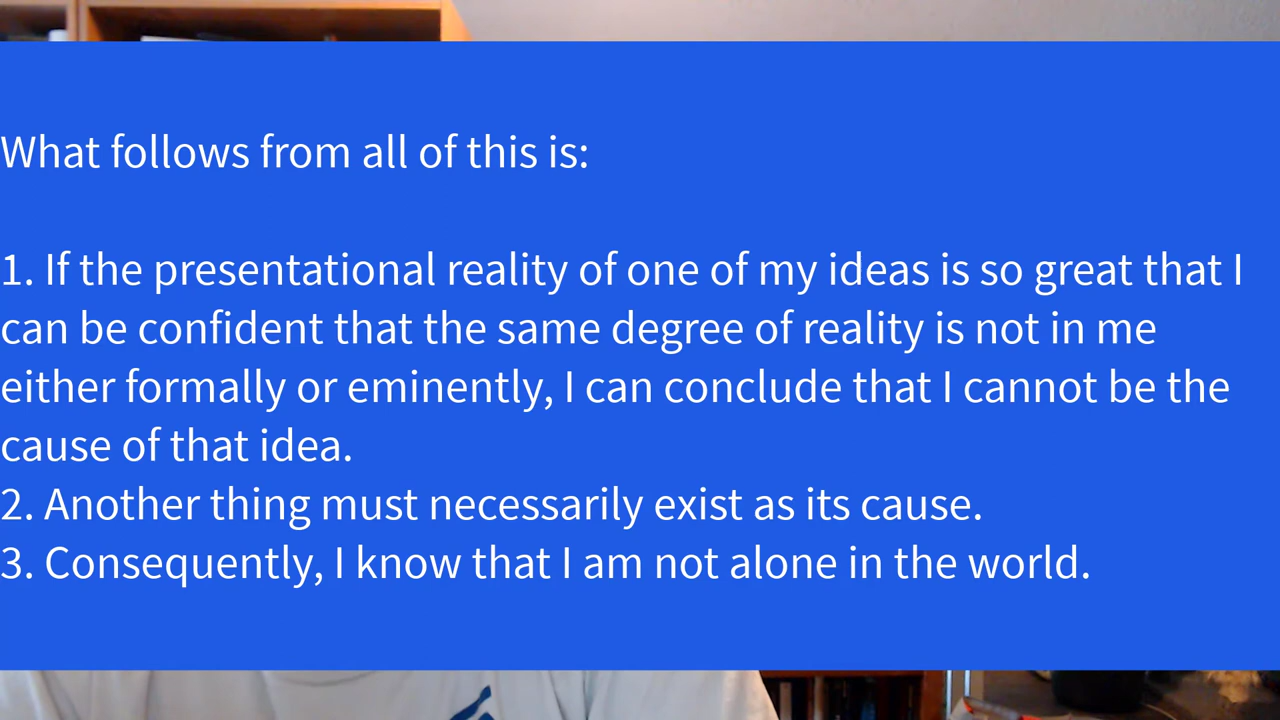 What follows from all of this is:
1. If the presentational reality of one of my ideas is so great that I
can be confident that the same degree of reality is not in me
either formally or eminently, I can conclude that I cannot be the
cause of that idea.
2. Another thing must necessarily exist as its cause.
3. Consequently, I know that I am not alone in the world.